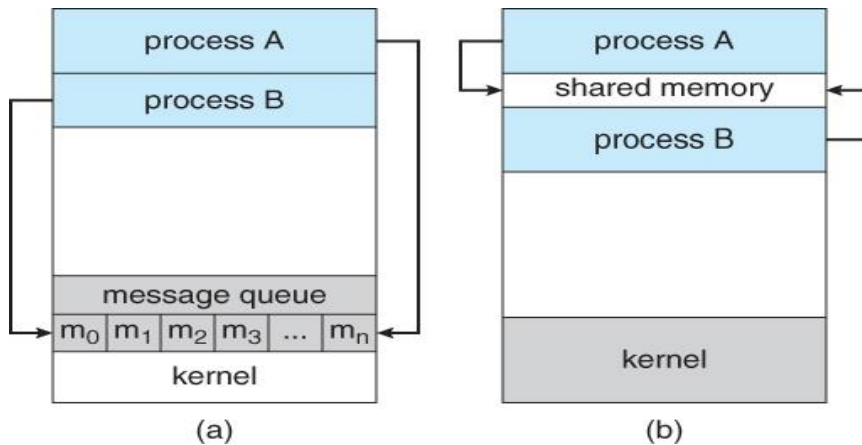 process A
process B
message queue
m₀ m₁ m₂ m₃ ... mₙ
kernel
(a)
process A
shared memory
process B
kernel
(b)